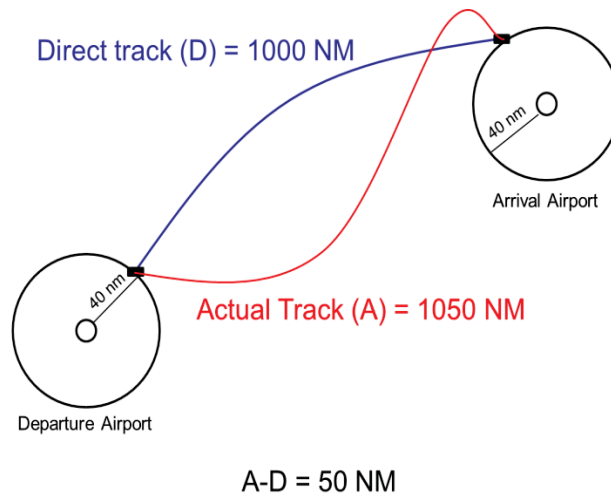 Direct track (D) = 1000 NM
40 nm
Arrival Airport
40 nm
Actual Track (A) = 1050 NM
Departure Airport
A-D = 50 NM